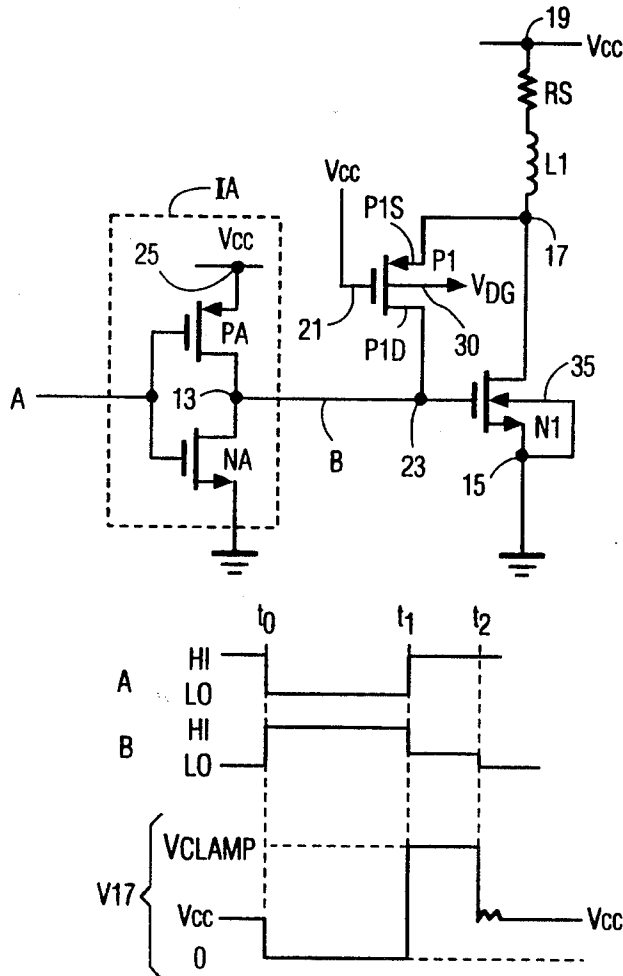 19
Vcc
RS
L1
IA
Vcc
P1S
P1
17
Vcc
25
VDG
PA
21
P1D
30
35
A
13
NA
B
23
N1
15
t0 t1 t2
A HI
LO
B HI
LO
V17 VCLAMP
Vcc Vcc
0